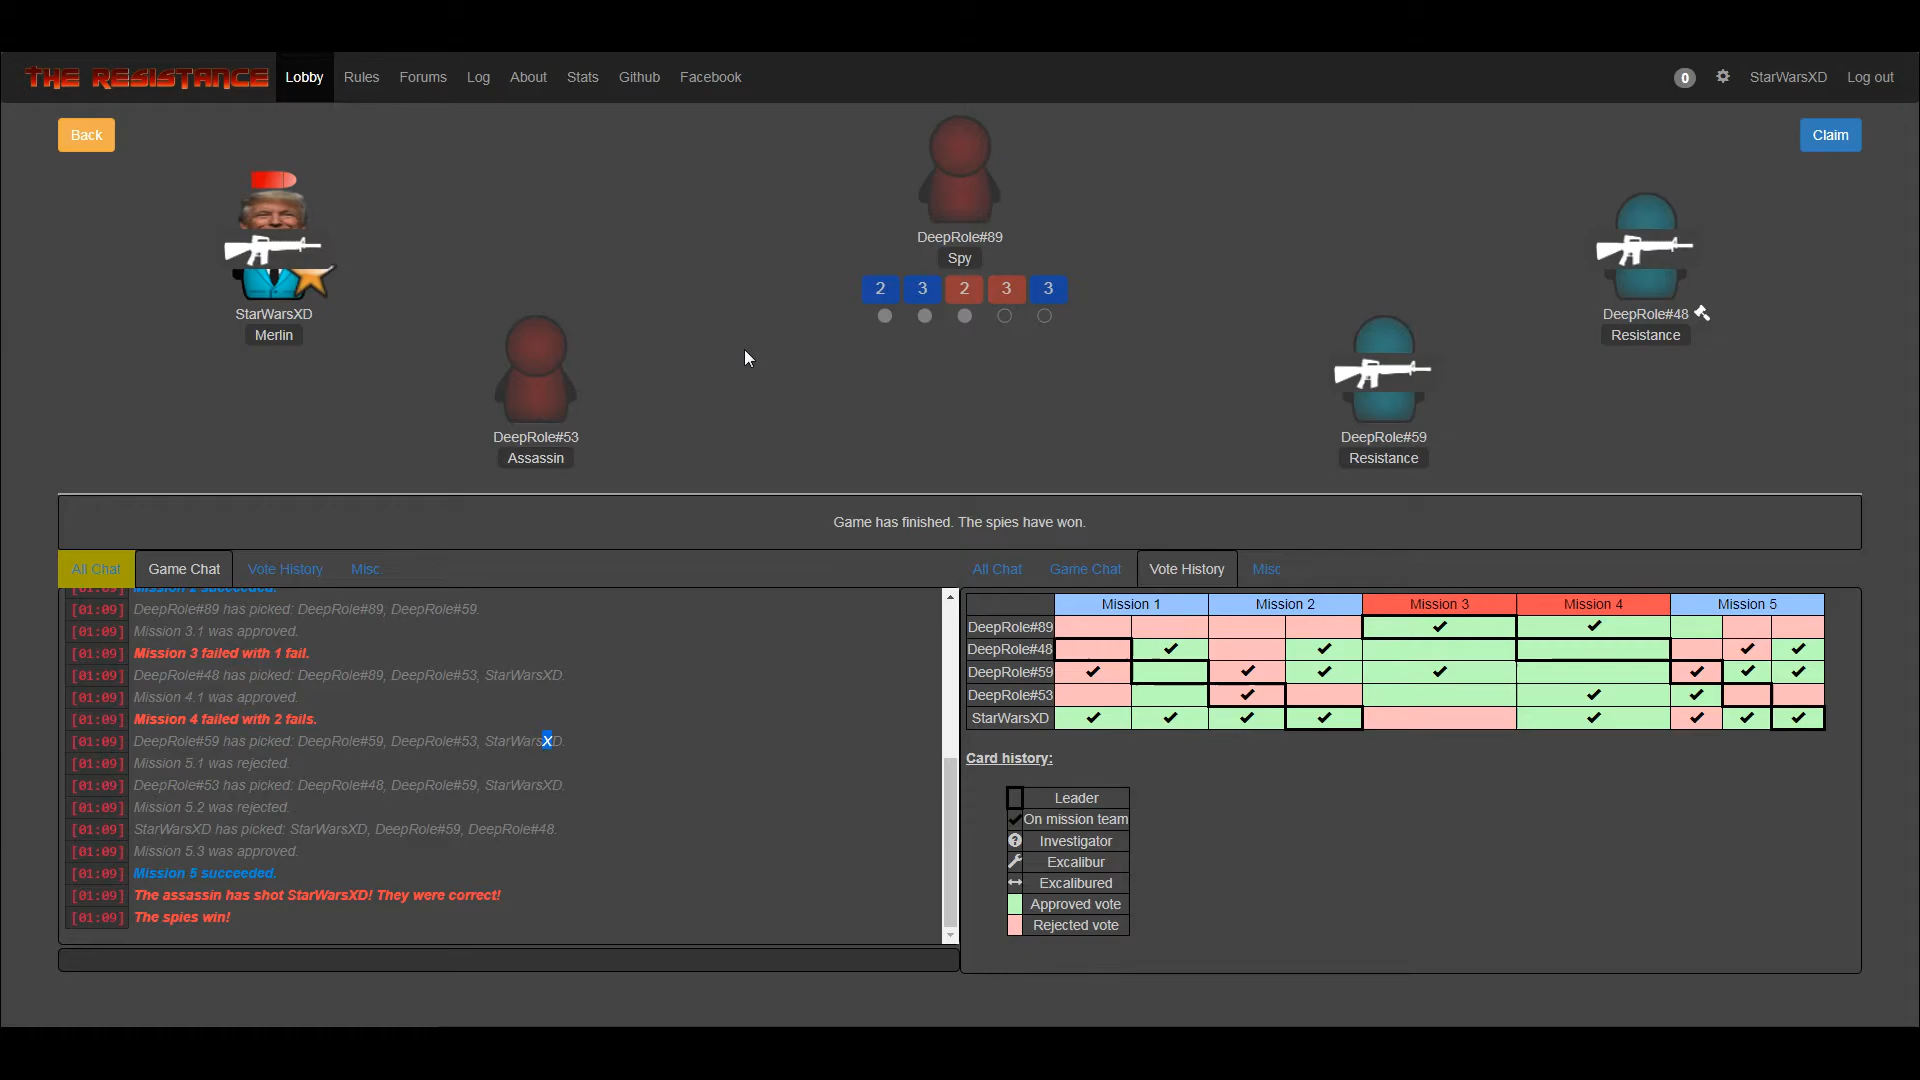 THE RESISTANCE Lobby Rules Forums Log About Stats Github Facebook 0 StarWarsXD Log out
Back
Claim
DeepRole#89
Spy
2 3 2 3 3
StarWarsXD
Merlin
DeepRole#48
Resistance
DeepRole#53
Assassin
DeepRole#59
Resistance
Game has finished. The spies have won.
All Chat Game Chat Vote History Misc.
[01:09] Mission 2 succeeded.
[01:09] DeepRole#89 has picked: DeepRole#89, DeepRole#59.
[01:09] Mission 3.1 was approved.
[01:09] Mission 3 failed with 1 fail.
[01:09] DeepRole#48 has picked: DeepRole#89, DeepRole#53, StarWarsXD.
[01:09] Mission 4.1 was approved.
[01:09] Mission 4 failed with 2 fails.
[01:09] DeepRole#59 has picked: DeepRole#59, DeepRole#53, StarWarsXD.
[01:09] Mission 5.1 was rejected.
[01:09] DeepRole#53 has picked: DeepRole#48, DeepRole#59, StarWarsXD.
[01:09] Mission 5.2 was rejected.
[01:09] StarWarsXD has picked: StarWarsXD, DeepRole#59, DeepRole#48.
[01:09] Mission 5.3 was approved.
[01:09] Mission 5 succeeded.
[01:09] The assassin has shot StarWarsXD! They were correct!
[01:09] The spies win!
All Chat Game Chat Vote History Misc
Mission 1 Mission 2 Mission 3 Mission 4 Mission 5
DeepRole#89
DeepRole#48
DeepRole#59
DeepRole#53
StarWarsXD
Card history:
Leader
On mission team
Investigator
Excalibur
Excalibured
Approved vote
Rejected vote